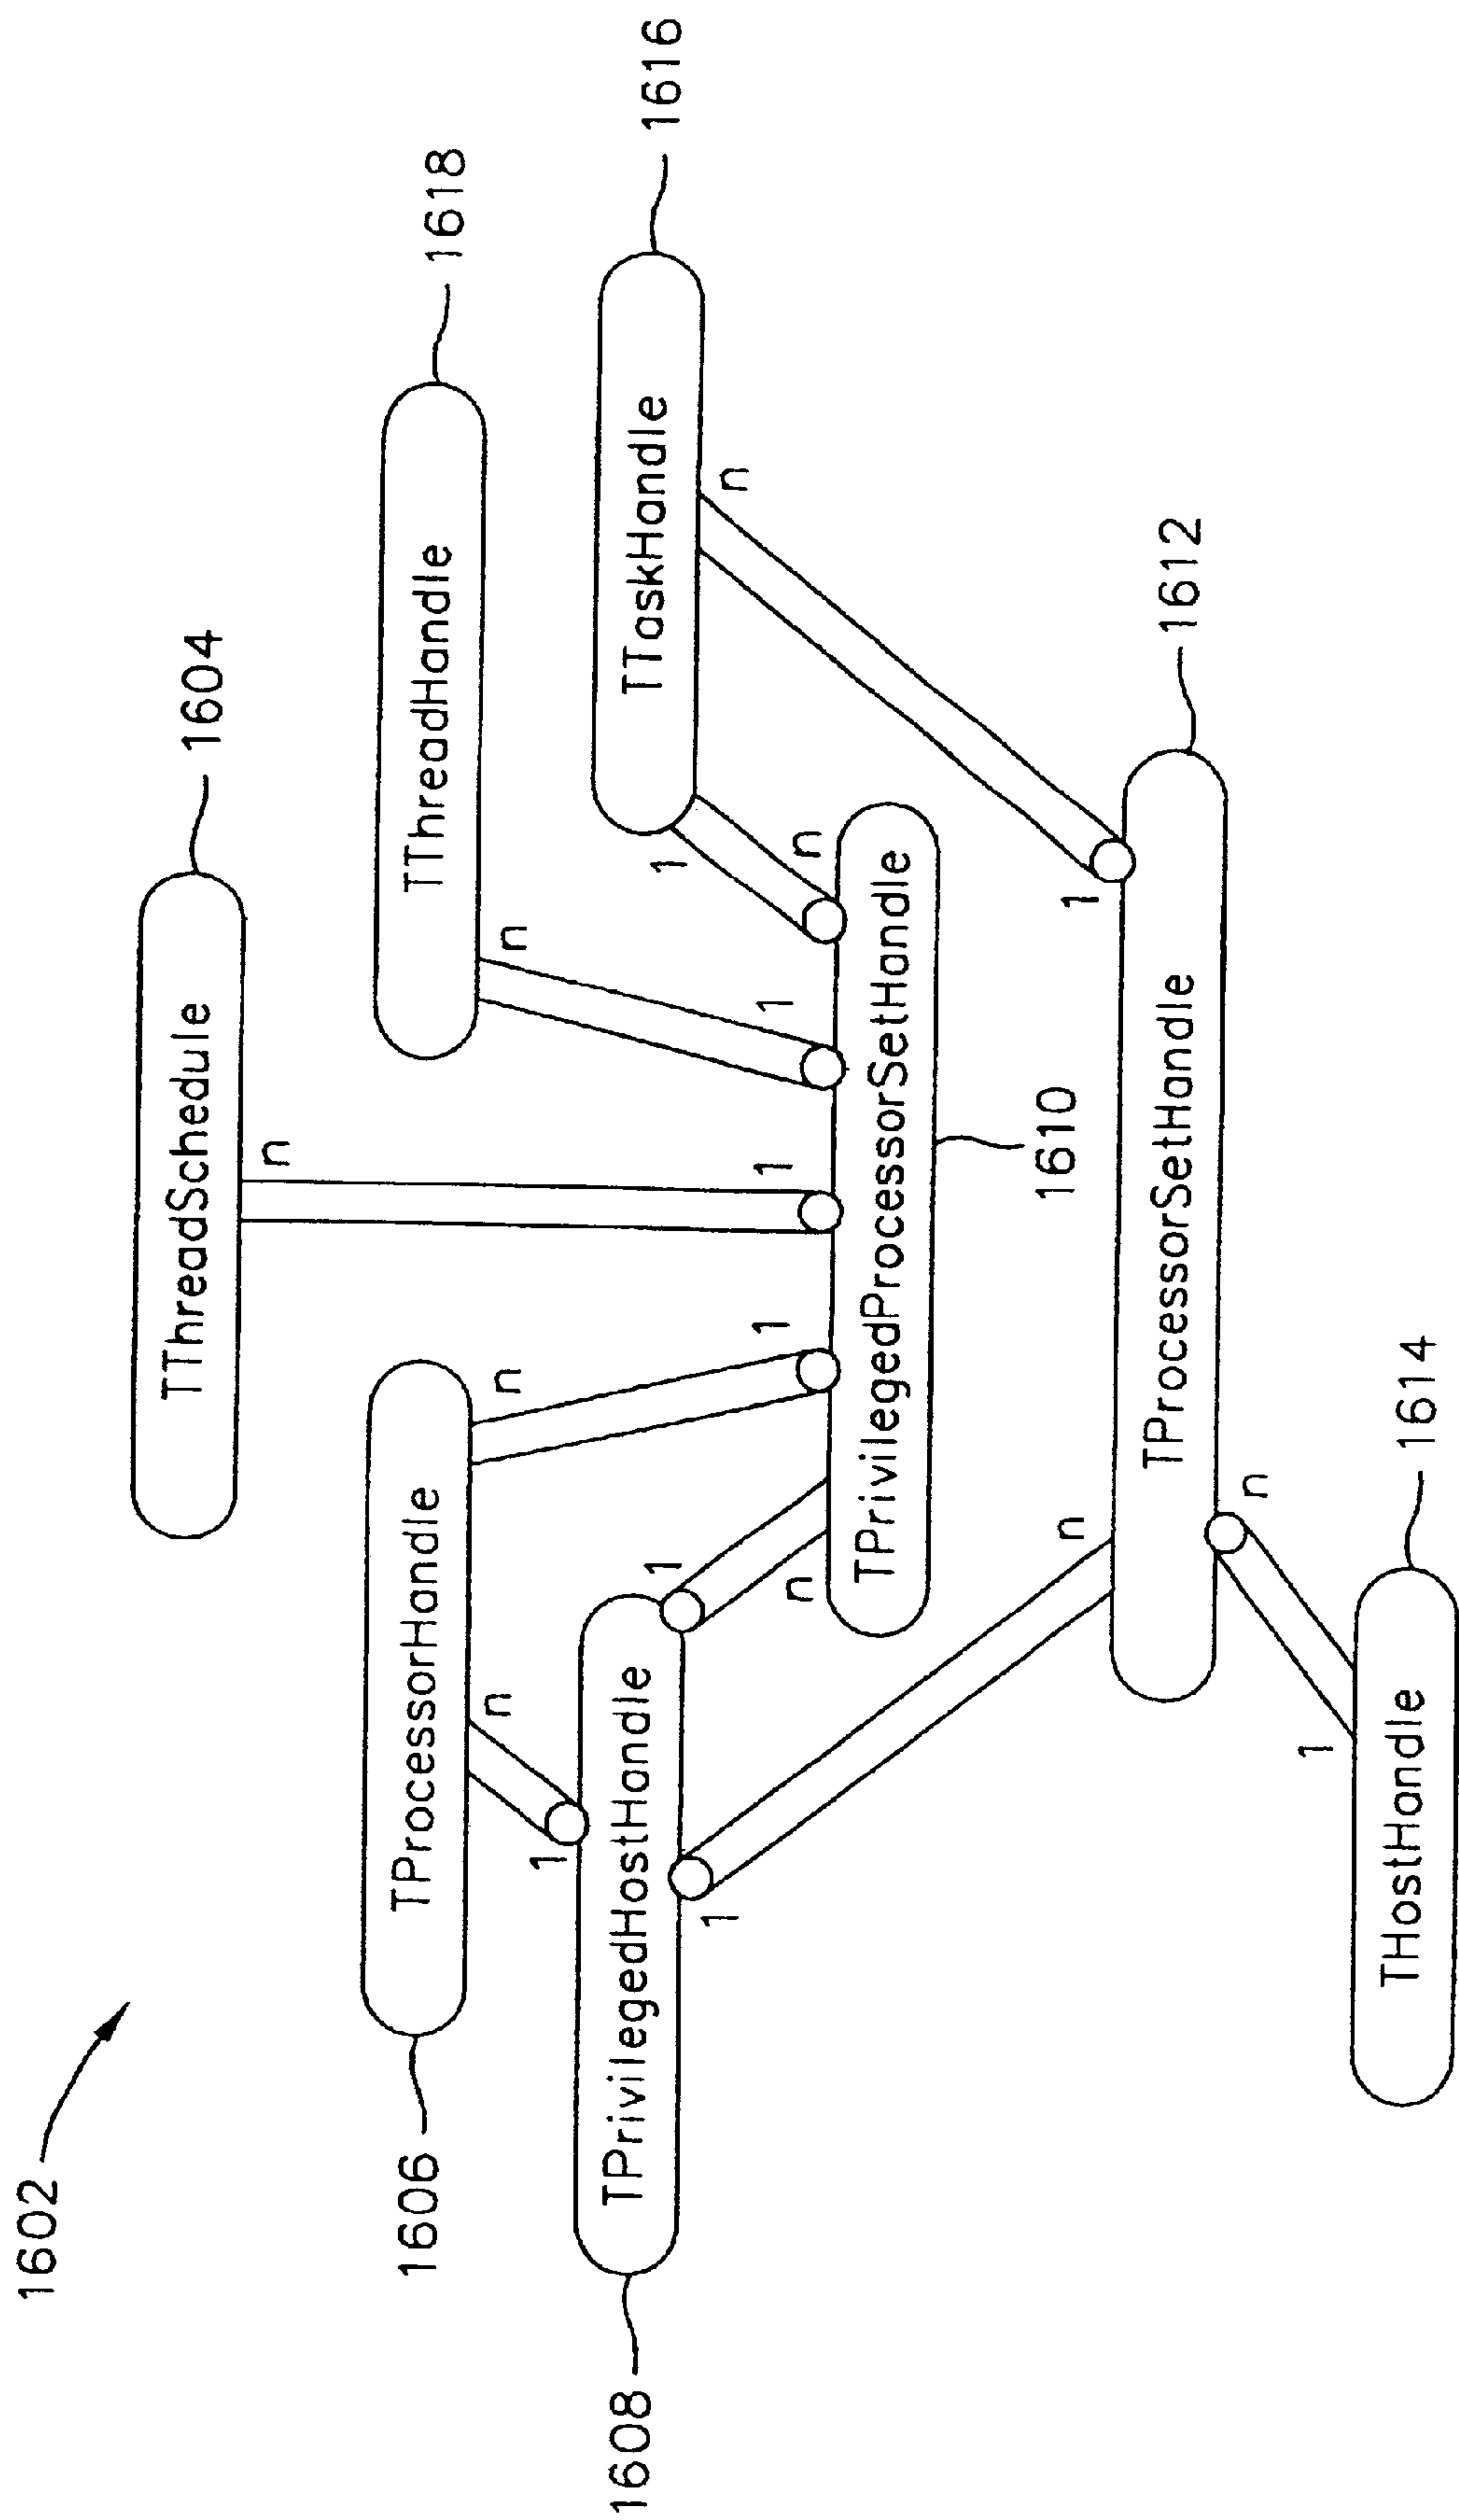 1602
TThreadSchedule
1604
n
1606
TProcessorHandle
TThreadHandle
1618
n
n
n
1
1608
TPrivilegedHostHandle
1
1
TTaskHandle
1616
1
n
1
1
1
n
n
TPrivilegedProcessorSetHandle
1610
n
1
TProcessorSetHandle
1612
n
1
THostHandle
1614